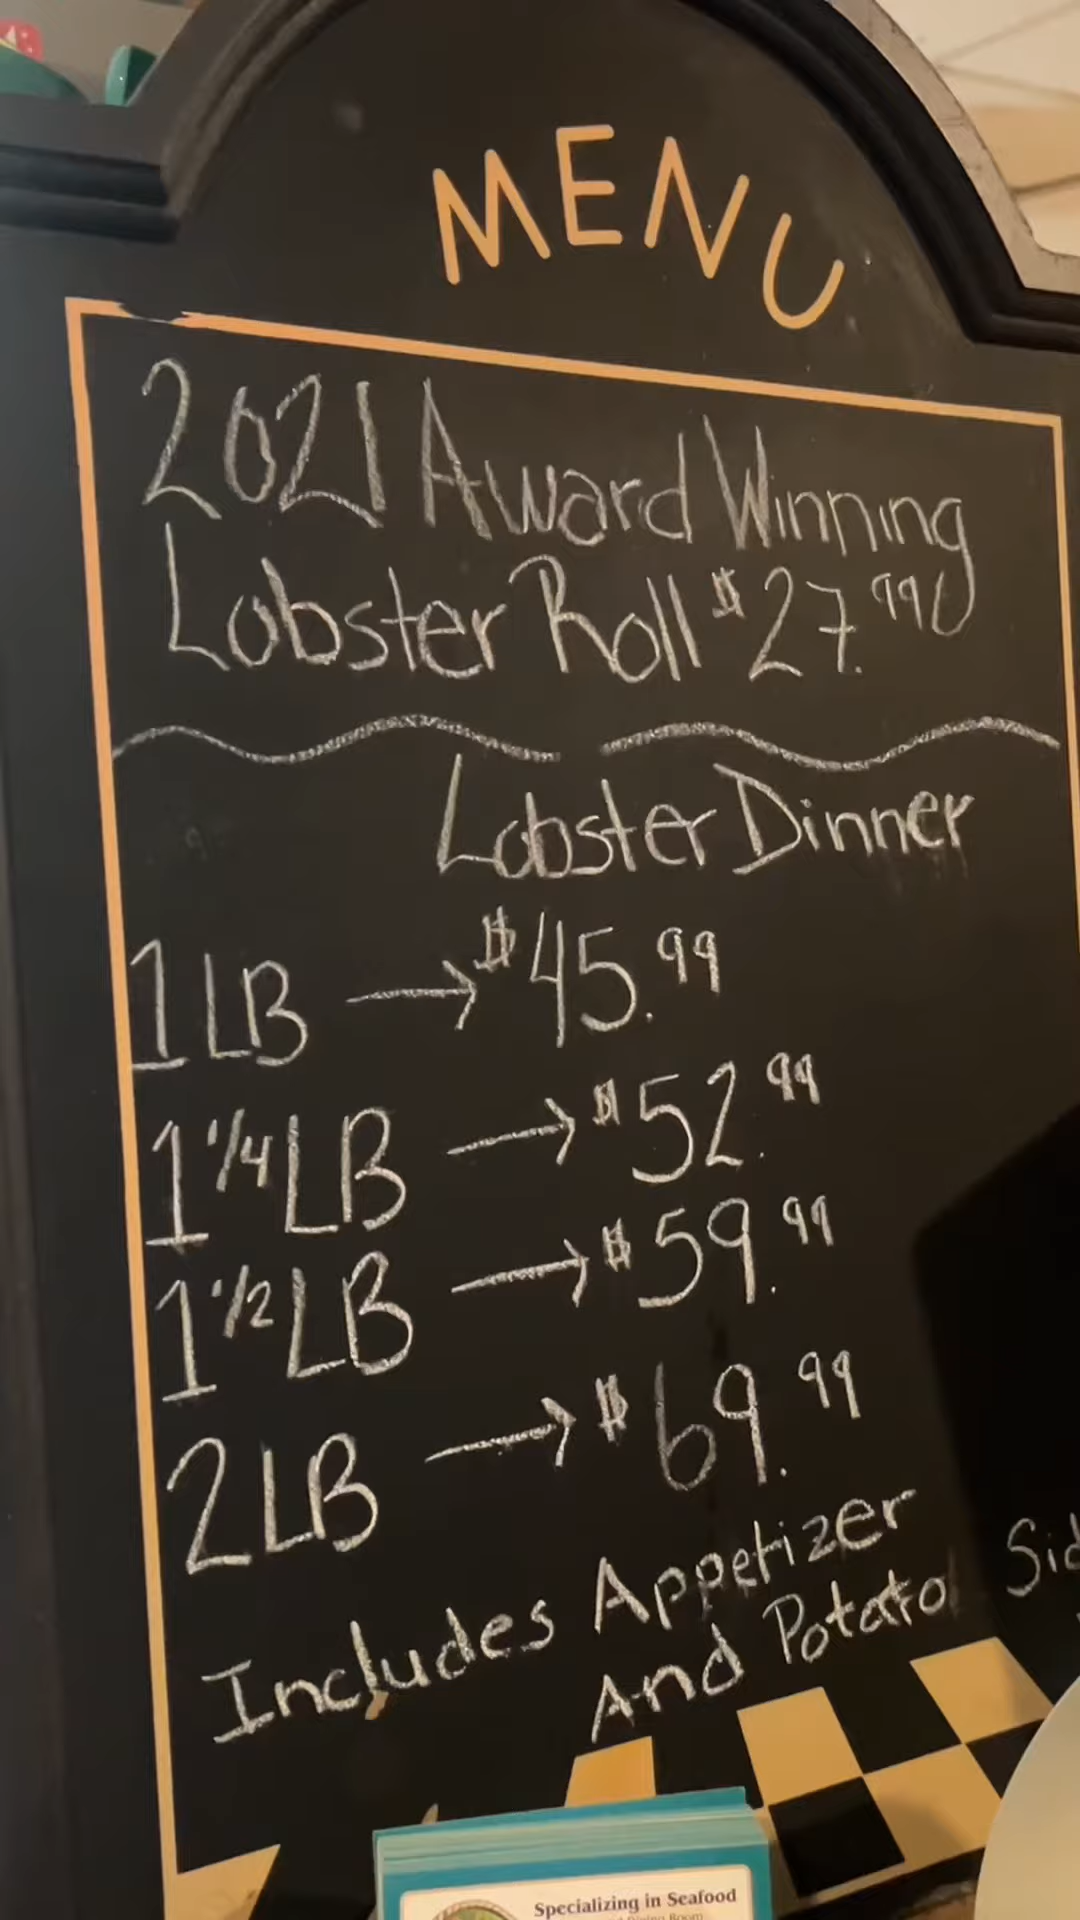 MENU
2021 Award Winning
Lobster Roll $27.99
Lobster Dinner
1 LB → $45.99
1 1/4 LB → $52.99
1 1/2 LB → $59.99
2 LB → $69.99
Includes Appetizer
And Potato Sid
Specializing in Seafood
Dining Room